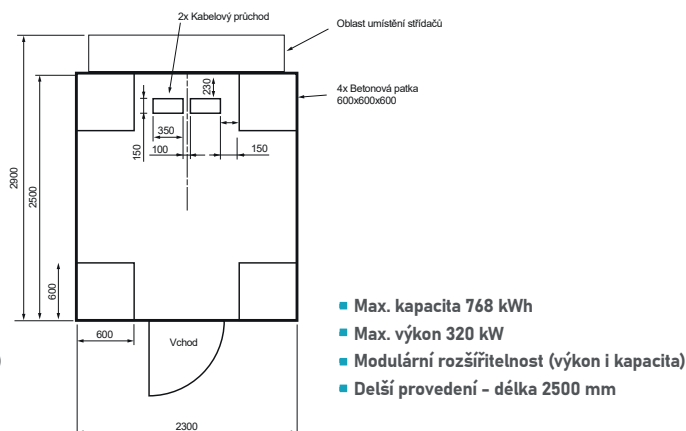 2x Kabelový průchod
Oblast umístění střídačů
4x Betonová patka
600x600x600
230
350
150
100
150
2900
2500
600
600
Vchod
2300
Max. kapacita 768 kWh
Max. výkon 320 kW
Modulární rozšířitelnost (výkon i kapacita)
Delší provedení - délka 2500 mm